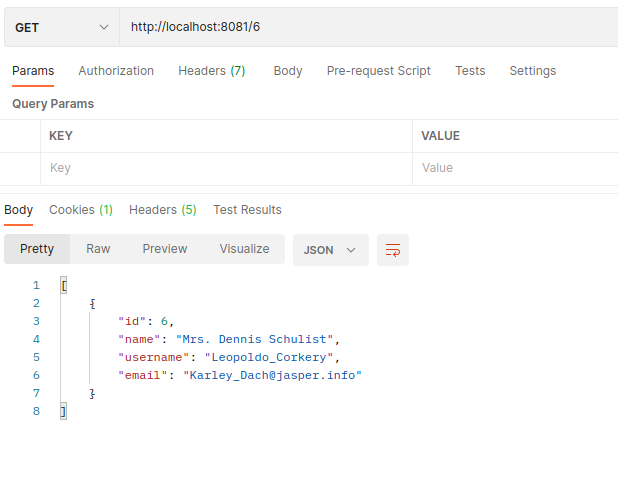 GET http://localhost:8081/6
Params Authorization Headers (7) Body Pre-request Script Tests Settings
Query Params
KEY VALUE
Key Value
Body Cookies (1) Headers (5) Test Results
Pretty Raw Preview Visualize JSON
1 [
2 {
3 "id": 6,
4 "name": "Mrs. Dennis Schulist",
5 "username": "Leopoldo_Corkery",
6 "email": "Karley_Dach@jasper.info"
7 }
8 ]